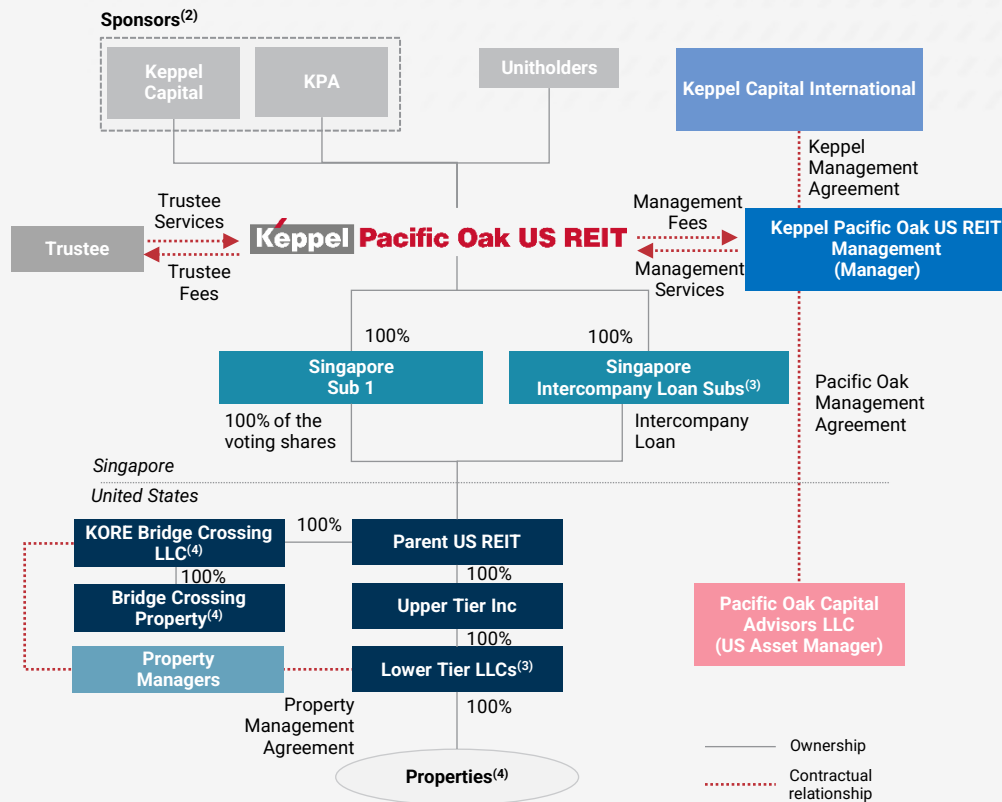 Sponsors(2)
Keppel
Capital
KPA
Unitholders
Keppel Capital International
Keppel
Management
Agreement
Trustee
Services
Trustee
Trustee
Fees
Keppel Pacific Oak US REIT
Management
Fees
Management
Services
Keppel Pacific Oak US REIT
Management
(Manager)
100%
100%
Singapore
Sub 1
Singapore
Intercompany Loan Subs(3)
100% of the
voting shares
Intercompany
Loan
Pacific Oak
Management
Agreement
Singapore
United States
KORE Bridge Crossing
LLC(4)
100%
Parent US REIT
100%
100%
Bridge Crossing
Property(4)
Upper Tier Inc
100%
Property
Managers
Lower Tier LLCs(3)
Pacific Oak Capital
Advisors LLC
(US Asset Manager)
Property
Management
Agreement
100%
Properties(4)
Ownership
Contractual
relationship